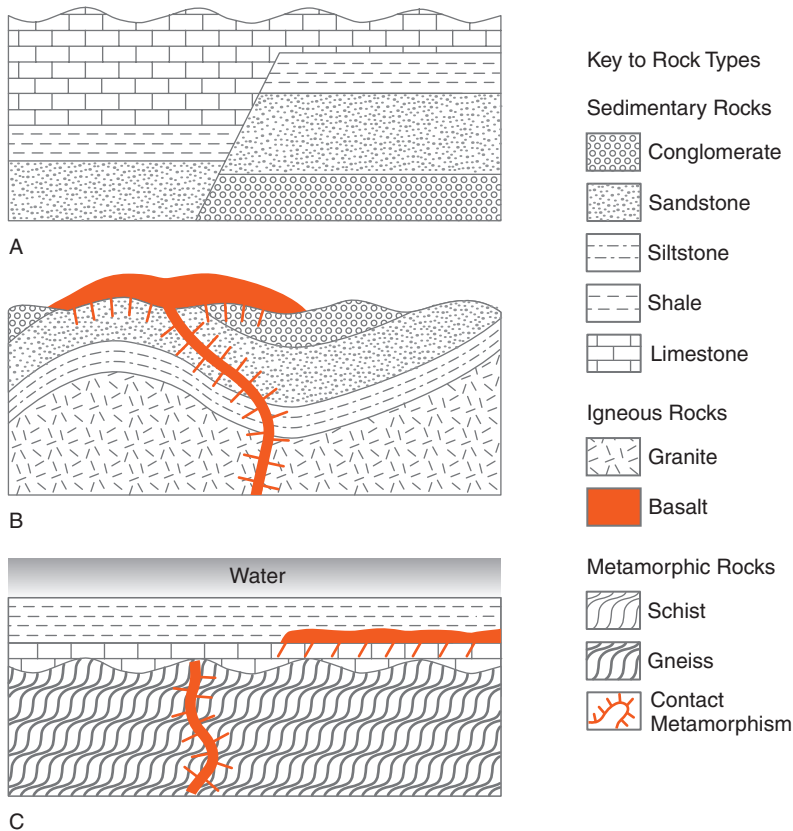 A
B
Water
C
Key to Rock Types
Sedimentary Rocks
Conglomerate
Sandstone
Siltstone
Shale
Limestone
Igneous Rocks
Granite
Basalt
Metamorphic Rocks
Schist
Gneiss
Contact
Metamorphism